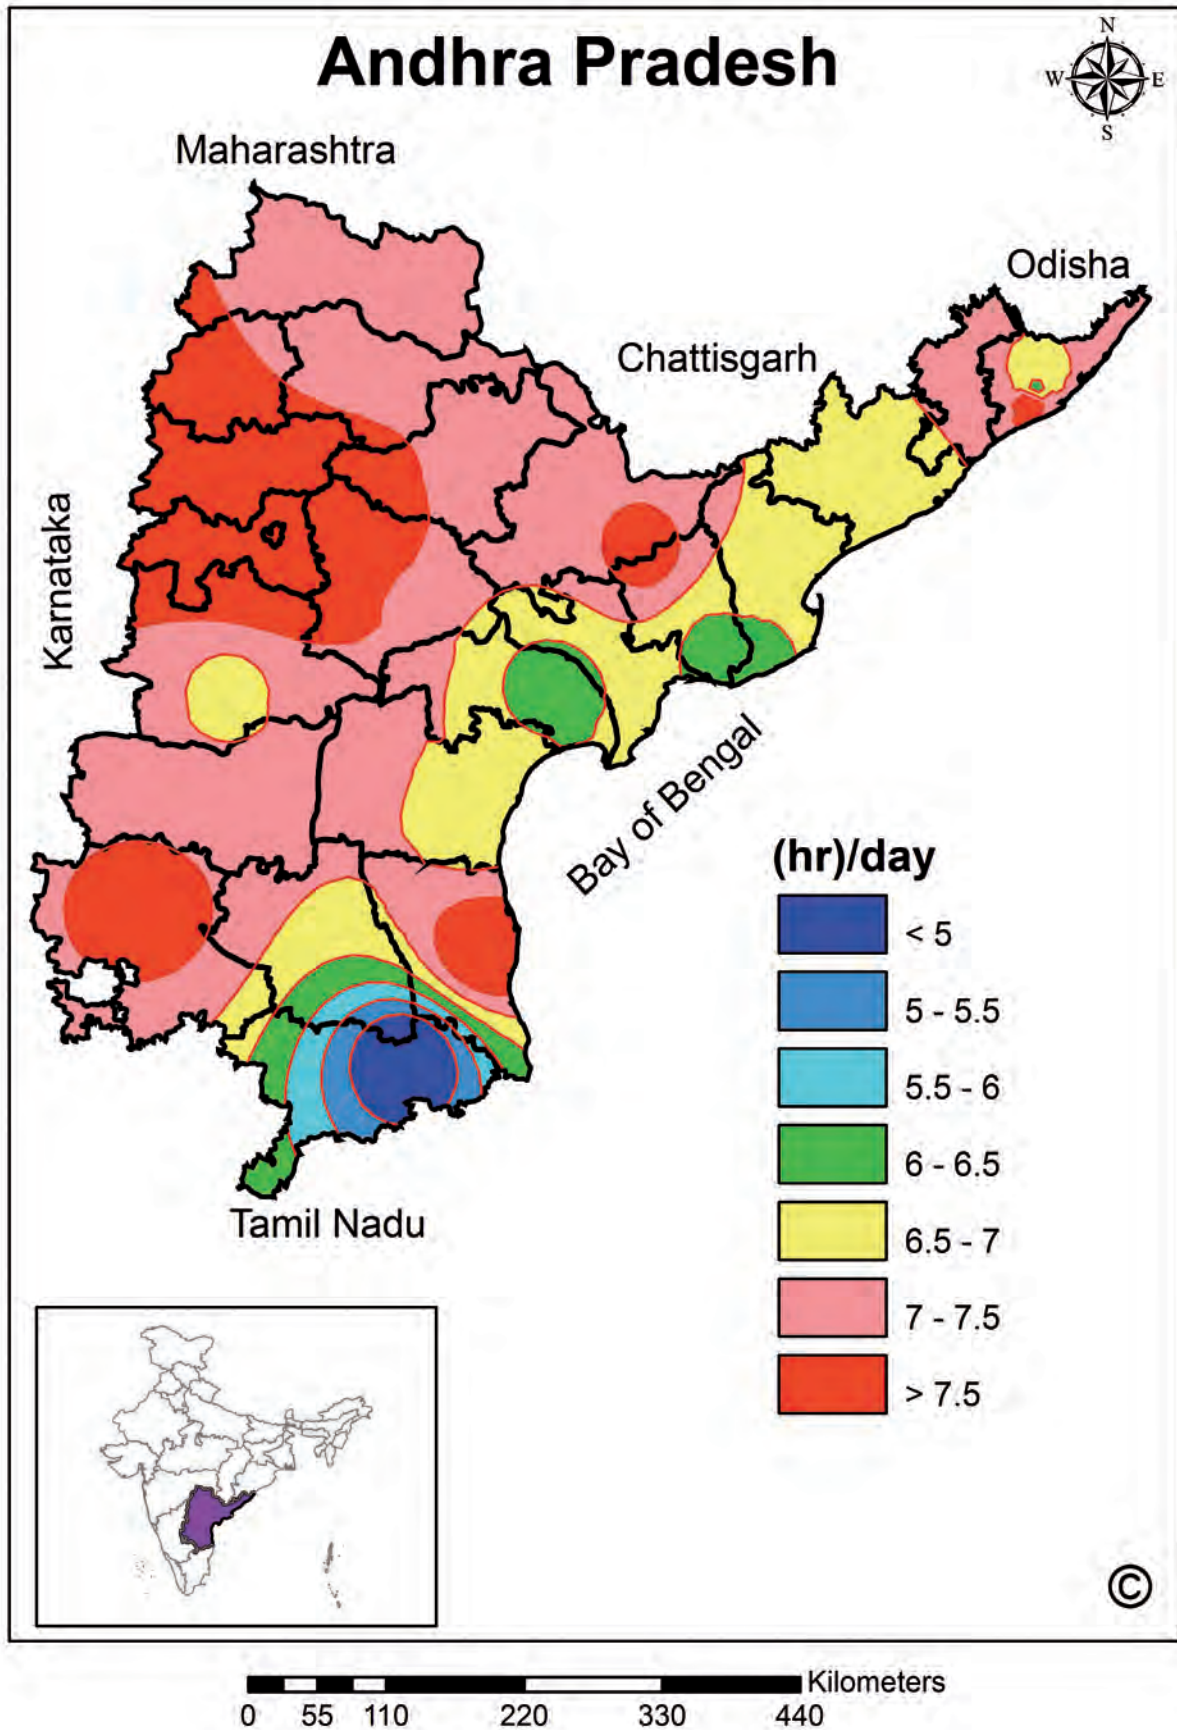 Andhra Pradesh
N
W
E
S
Maharashtra
Odisha
Chattisgarh
Karnataka
Bay of Bengal
Tamil Nadu
(hr)/day
< 5
5 - 5.5
5.5 - 6
6 - 6.5
6.5 - 7
7 - 7.5
> 7.5
©
Kilometers
0 55 110 220 330 440